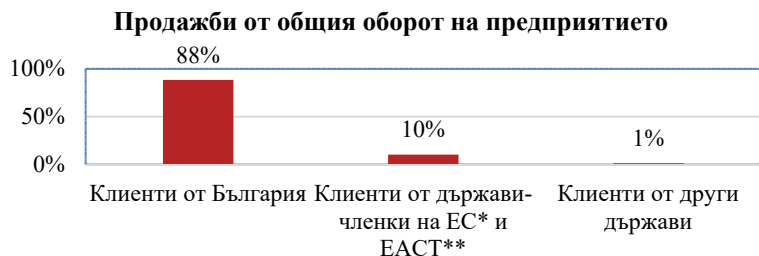 Продажби от общия оборот на предприятието
88%
100%
50%
10%
1%
0%
Клиенти от България
Клиенти от държави-
членки на ЕС* и
ЕАСТ**
Клиенти от други
държави